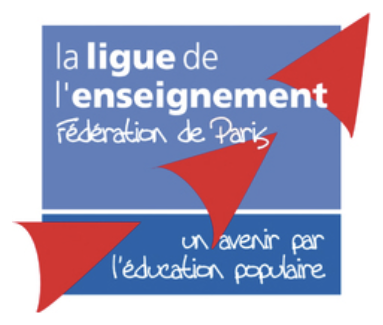 la ligue de
l'enseignement
Fédération de Paris
un avenir par
l'éducation populaire